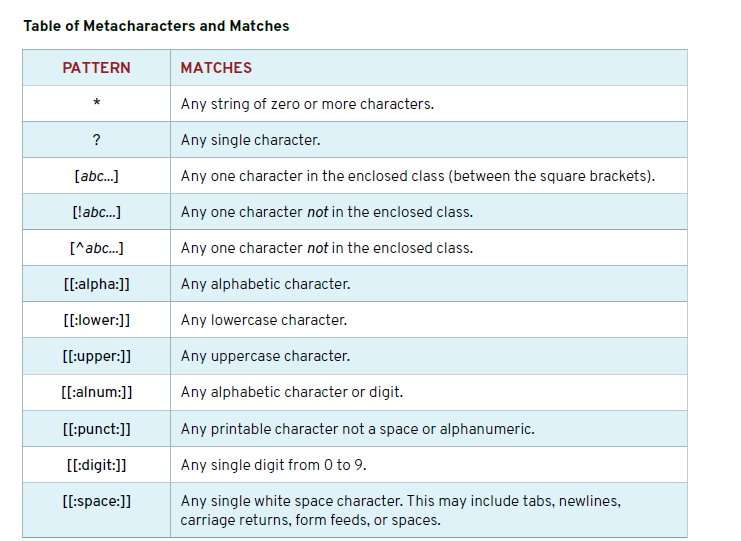 Table of Metacharacters and Matches
PATTERN MATCHES
* Any string of zero or more characters.
? Any single character.
[abc...] Any one character in the enclosed class (between the square brackets).
[!abc...] Any one character not in the enclosed class.
[^abc...] Any one character not in the enclosed class.
[[:alpha:]] Any alphabetic character.
[[:lower:]] Any lowercase character.
[[:upper:]] Any uppercase character.
[[:alnum:]] Any alphabetic character or digit.
[[:punct:]] Any printable character not a space or alphanumeric.
[[:digit:]] Any single digit from 0 to 9.
[[:space:]] Any single white space character. This may include tabs, newlines,
carriage returns, form feeds, or spaces.